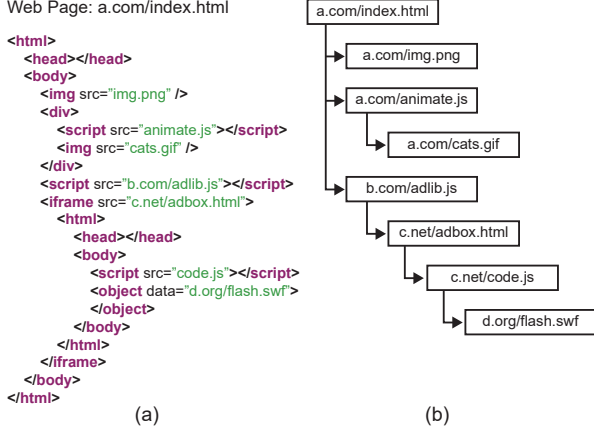 Web Page: a.com/index.html
<html>
<head></head>
<body>
<img src="img.png" />
<div>
<script src="animate.js"></script>
<img src="cats.gif" />
</div>
<script src="b.com/adlib.js"></script>
<iframe src="c.net/adbox.html">
<html>
<head></head>
<body>
<script src="code.js"></script>
<object data="d.org/flash.swf">
</object>
</body>
</html>
</iframe>
</body>
</html>
(a)
a.com/index.html
a.com/img.png
a.com/animate.js
a.com/cats.gif
b.com/adlib.js
c.net/adbox.html
c.net/code.js
d.org/flash.swf
(b)